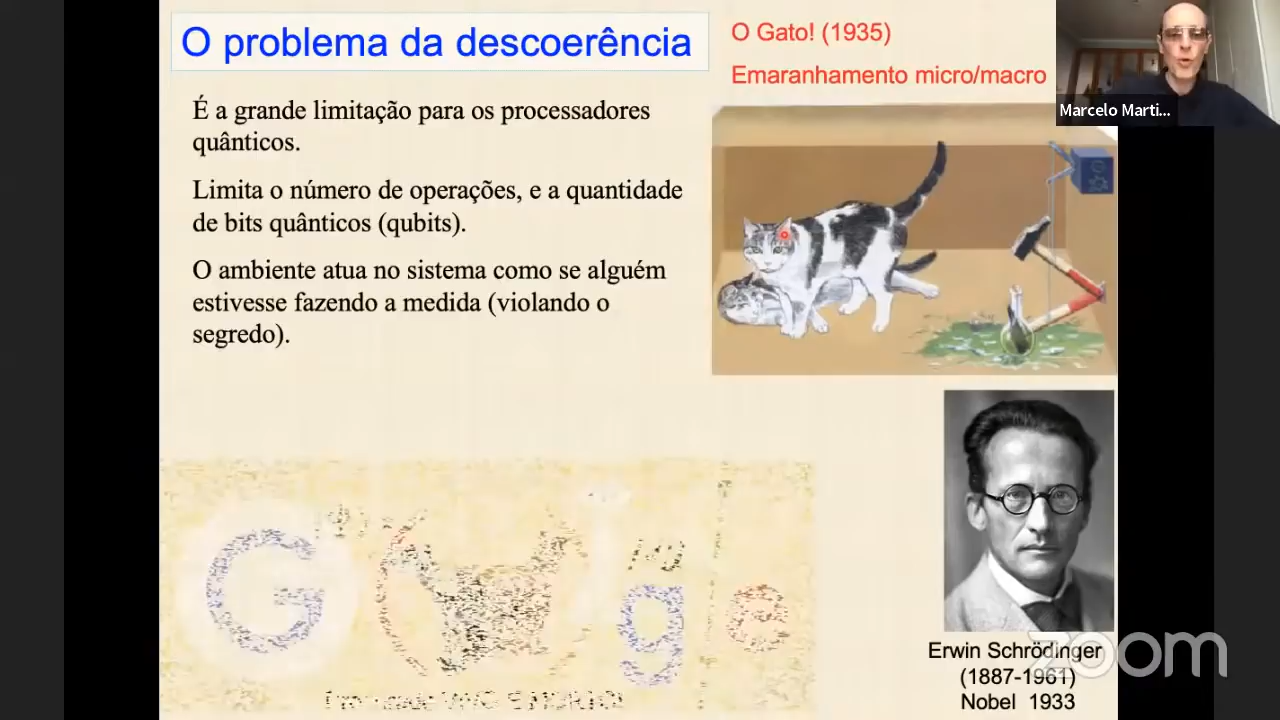 O problema da descoerência
O Gato! (1935)
Emaranhamento micro/macro
Marcelo Marti...
É a grande limitação para os processadores
quânticos.
Limita o número de operações, e a quantidade
de bits quânticos (qubits).
O ambiente atua no sistema como se alguém
estivesse fazendo a medida (violando o
segredo).
G g e
Erwin Schrödinger
(1887-1961)
Nobel 1933
zoom